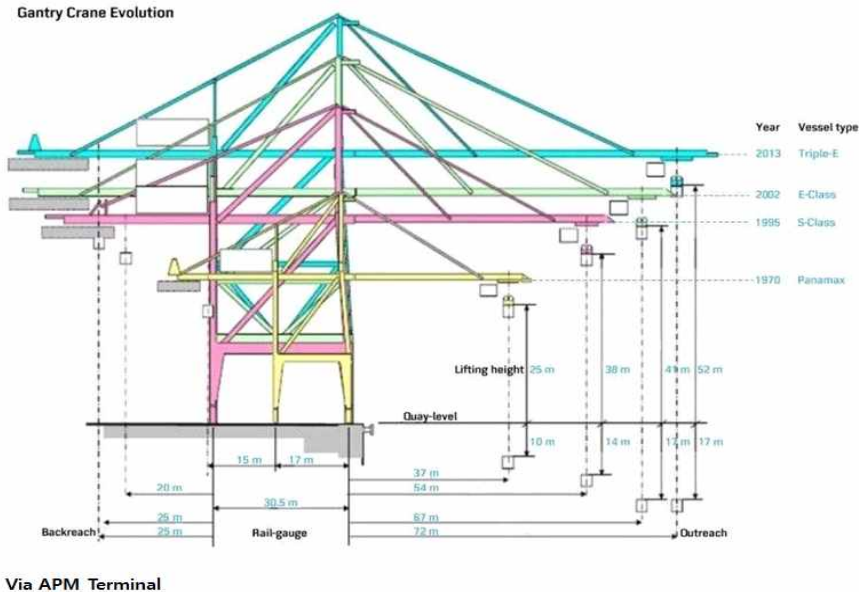 Gantry Crane Evolution
Year Vessel type
2013 Triple-E
2002 E-Class
1995 S-Class
1970 Panamax
Lifting height 25 m 38 m 41 m 52 m
Quay-level
10 m 14 m 17 m 17 m
15 m 17 m
37 m
20 m 54 m
30.5 m
25 m 67 m
Backreach 25 m Rail-gauge 72 m Outreach
Via APM Terminal